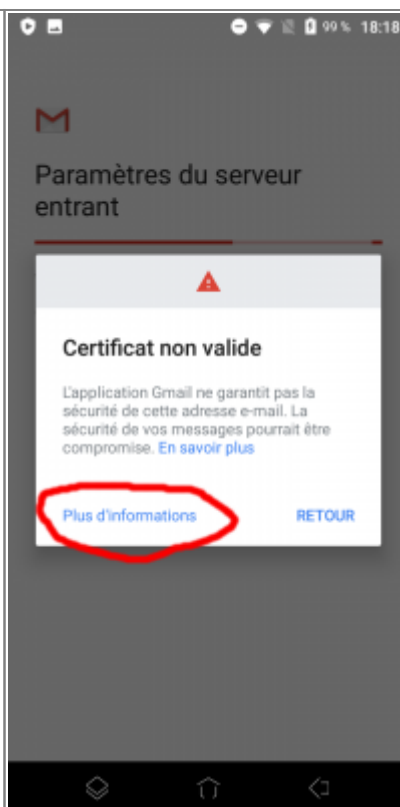 99 % 18:18
Paramètres du serveur
entrant
Certificat non valide
L'application Gmail ne garantit pas la
sécurité de cette adresse e-mail. La
sécurité de vos messages pourrait être
compromise. En savoir plus
Plus d'informations RETOUR